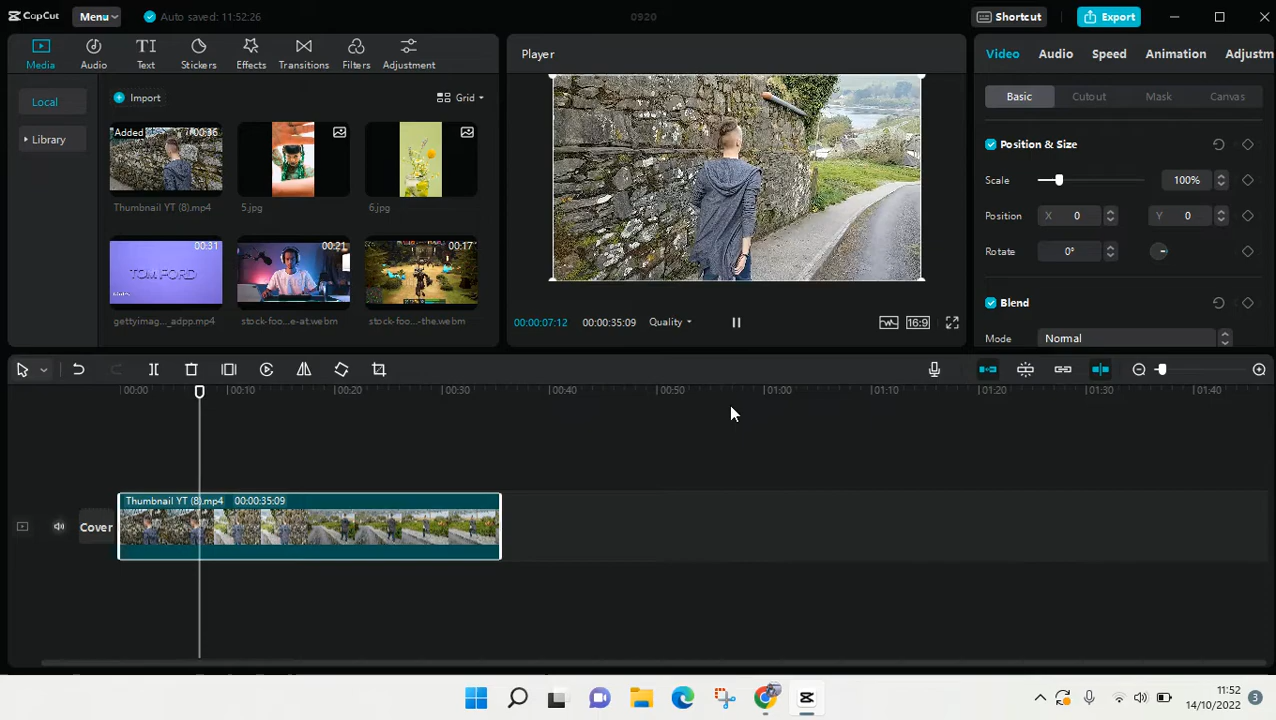 CapCut
Menu
Auto saved: 11:52:26
0920
Shortcut
Export
Media
Audio
Text
Stickers
Effects
Transitions
Filters
Adjustment
Local
Library
Import
Grid
Added
00:36
Thumbnail YT (8).mp4
5.jpg
6.jpg
00:31
TOM FORD
gettyimag..._adpp.mp4
00:21
stock-foo...e-at.webm
00:17
stock-foo...-the.webm
Player
00:00:07:12
00:00:35:09
Quality
16:9
Video
Audio
Speed
Animation
Adjustm
Basic
Cutout
Mask
Canvas
Position & Size
Scale
100%
Position
X 0
Y 0
Rotate
0°
Blend
Mode
Normal
00:00
00:10
00:20
00:30
00:40
00:50
01:00
01:10
01:20
01:30
01:40
Thumbnail YT (8).mp4 00:00:35:09
Cover
11:52
14/10/2022
3